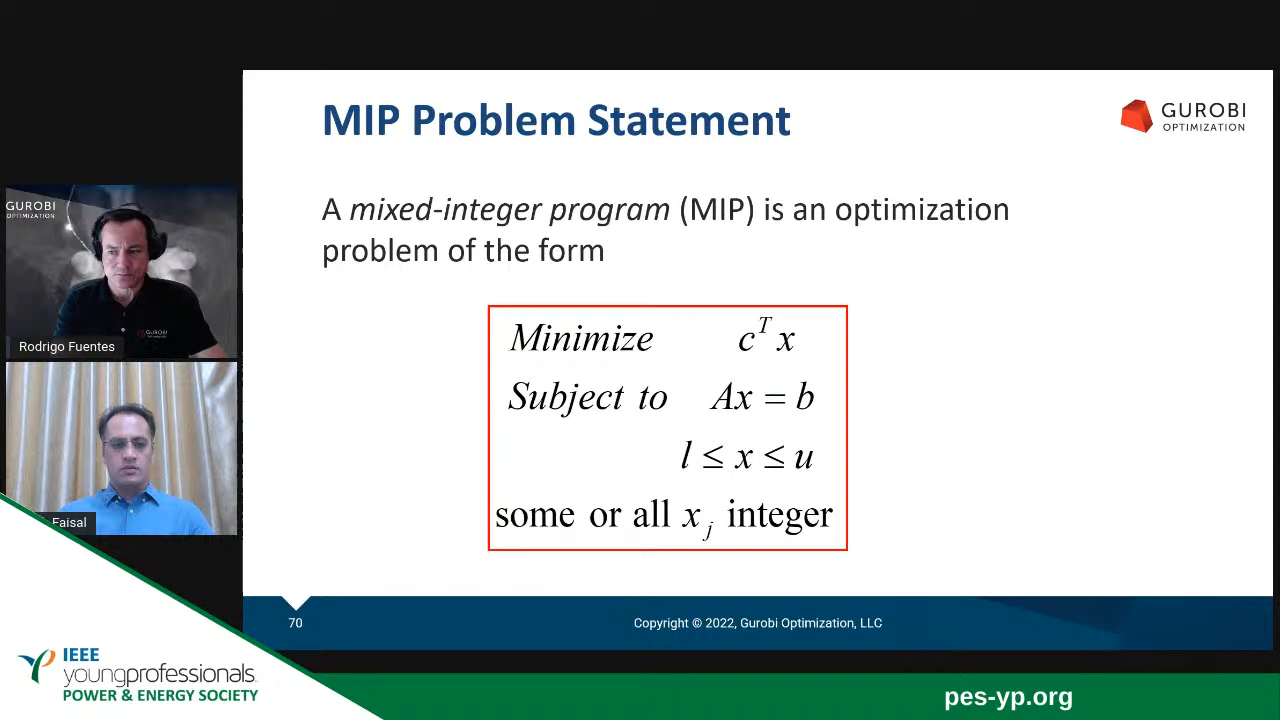 MIP Problem Statement
GUROBI
OPTIMIZATION
A mixed-integer program (MIP) is an optimization
problem of the form
Minimize c^T x
Subject to Ax = b
l ≤ x ≤ u
some or all x_j integer
GUROBI
OPTIMIZATION
GUROBI
Rodrigo Fuentes
Faisal
70
Copyright © 2022, Gurobi Optimization, LLC
IEEE
youngprofessionals
POWER & ENERGY SOCIETY
pes-yp.org